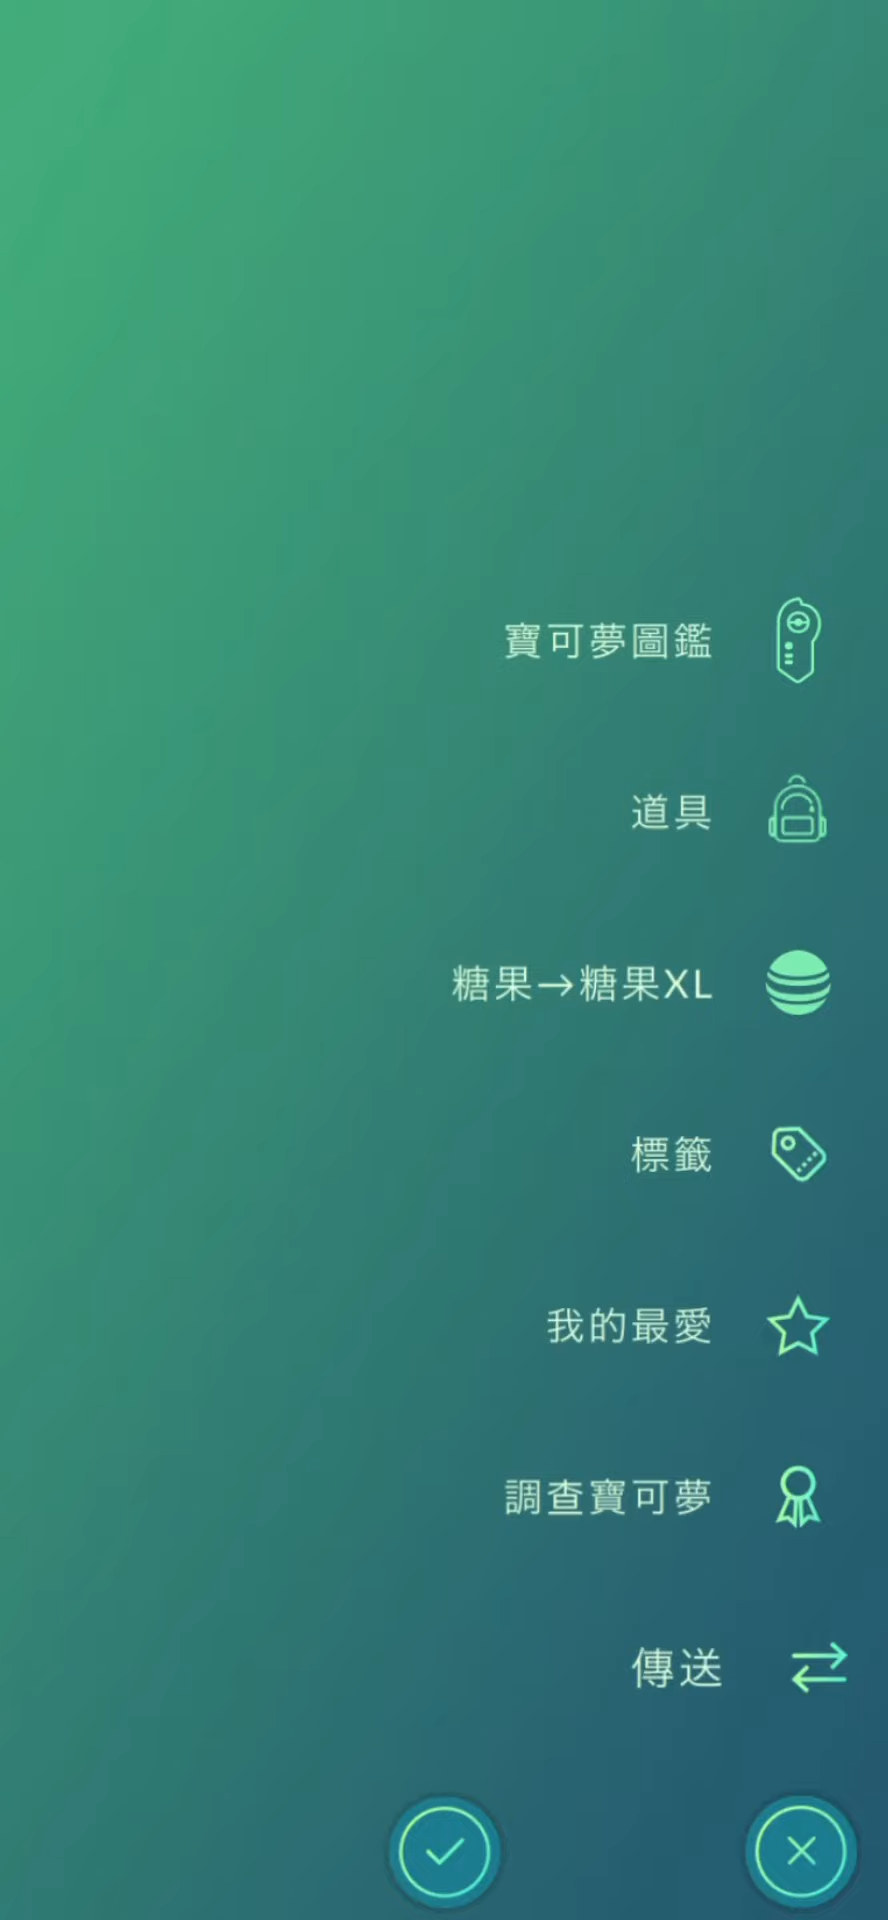 寶可夢圖鑑
道具
糖果→糖果XL
標籤
我的最愛
調查寶可夢
傳送